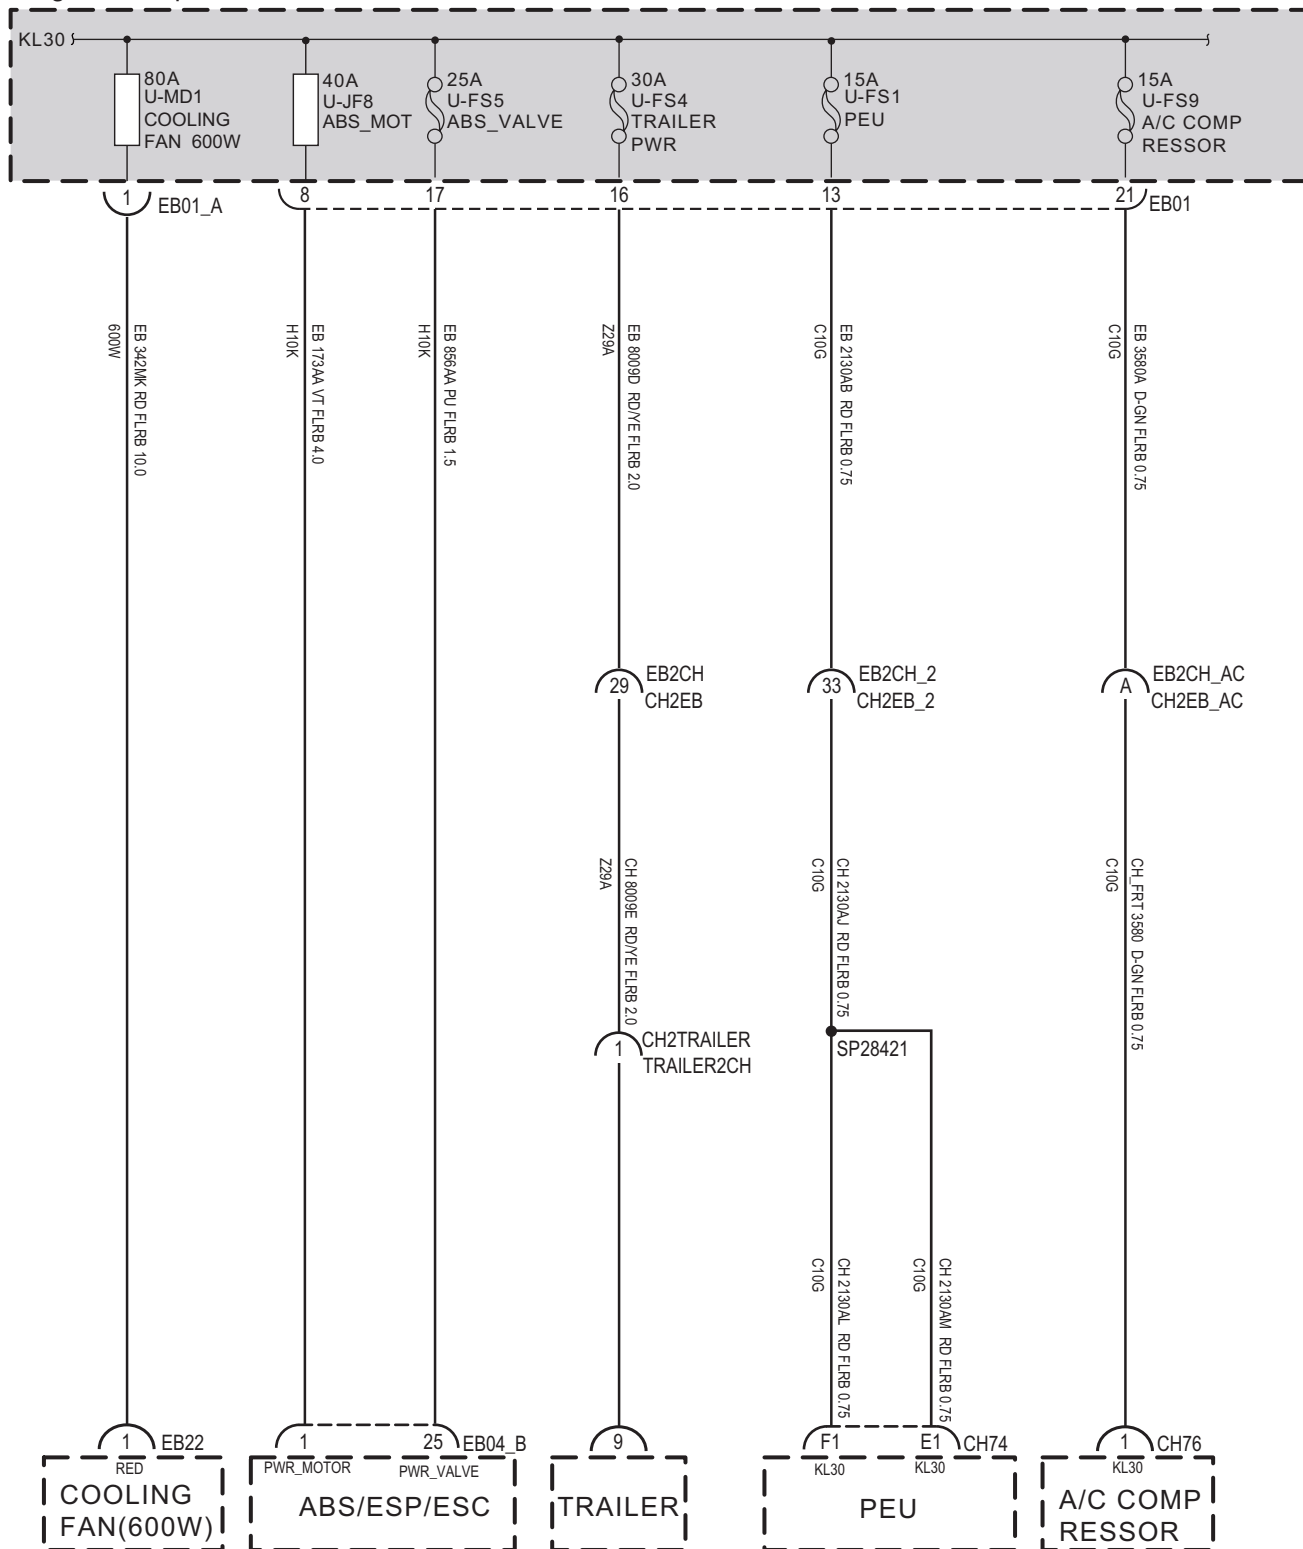 KL30
80A
U-MD1
COOLING
FAN 600W
40A
U-JF8
ABS_MOT
25A
U-FS5
ABS_VALVE
30A
U-FS4
TRAILER
PWR
15A
U-FS1
PEU
15A
U-FS9
A/C COMP
RESSOR
1
EB01_A
8
17
16
13
21
EB01
EB 342MK RD FLRB 10.0
600W
EB 173AA VT FLRB 4.0
H10K
EB 856AA PU FLRB 1.5
H10K
EB 8009D RD/YE FLRB 2.0
Z29A
EB 2130AB RD FLRB 0.75
C10G
EB 3580A D-GN FLRB 0.75
C10G
29
EB2CH
CH2EB
33
EB2CH_2
CH2EB_2
A
EB2CH_AC
CH2EB_AC
CH 8009E RD/YE FLRB 2.0
Z29A
CH 2130AJ RD FLRB 0.75
C10G
CH_FRT 3580 D-GN FLRB 0.75
C10G
1
CH2TRAILER
TRAILER2CH
SP28421
CH 2130AL RD FLRB 0.75
C10G
CH 2130AM RD FLRB 0.75
C10G
1
EB22
1
25
EB04_B
9
F1
E1
CH74
1
CH76
RED
PWR_MOTOR
PWR_VALVE
KL30
KL30
KL30
COOLING
FAN(600W)
ABS/ESP/ESC
TRAILER
PEU
A/C COMP
RESSOR